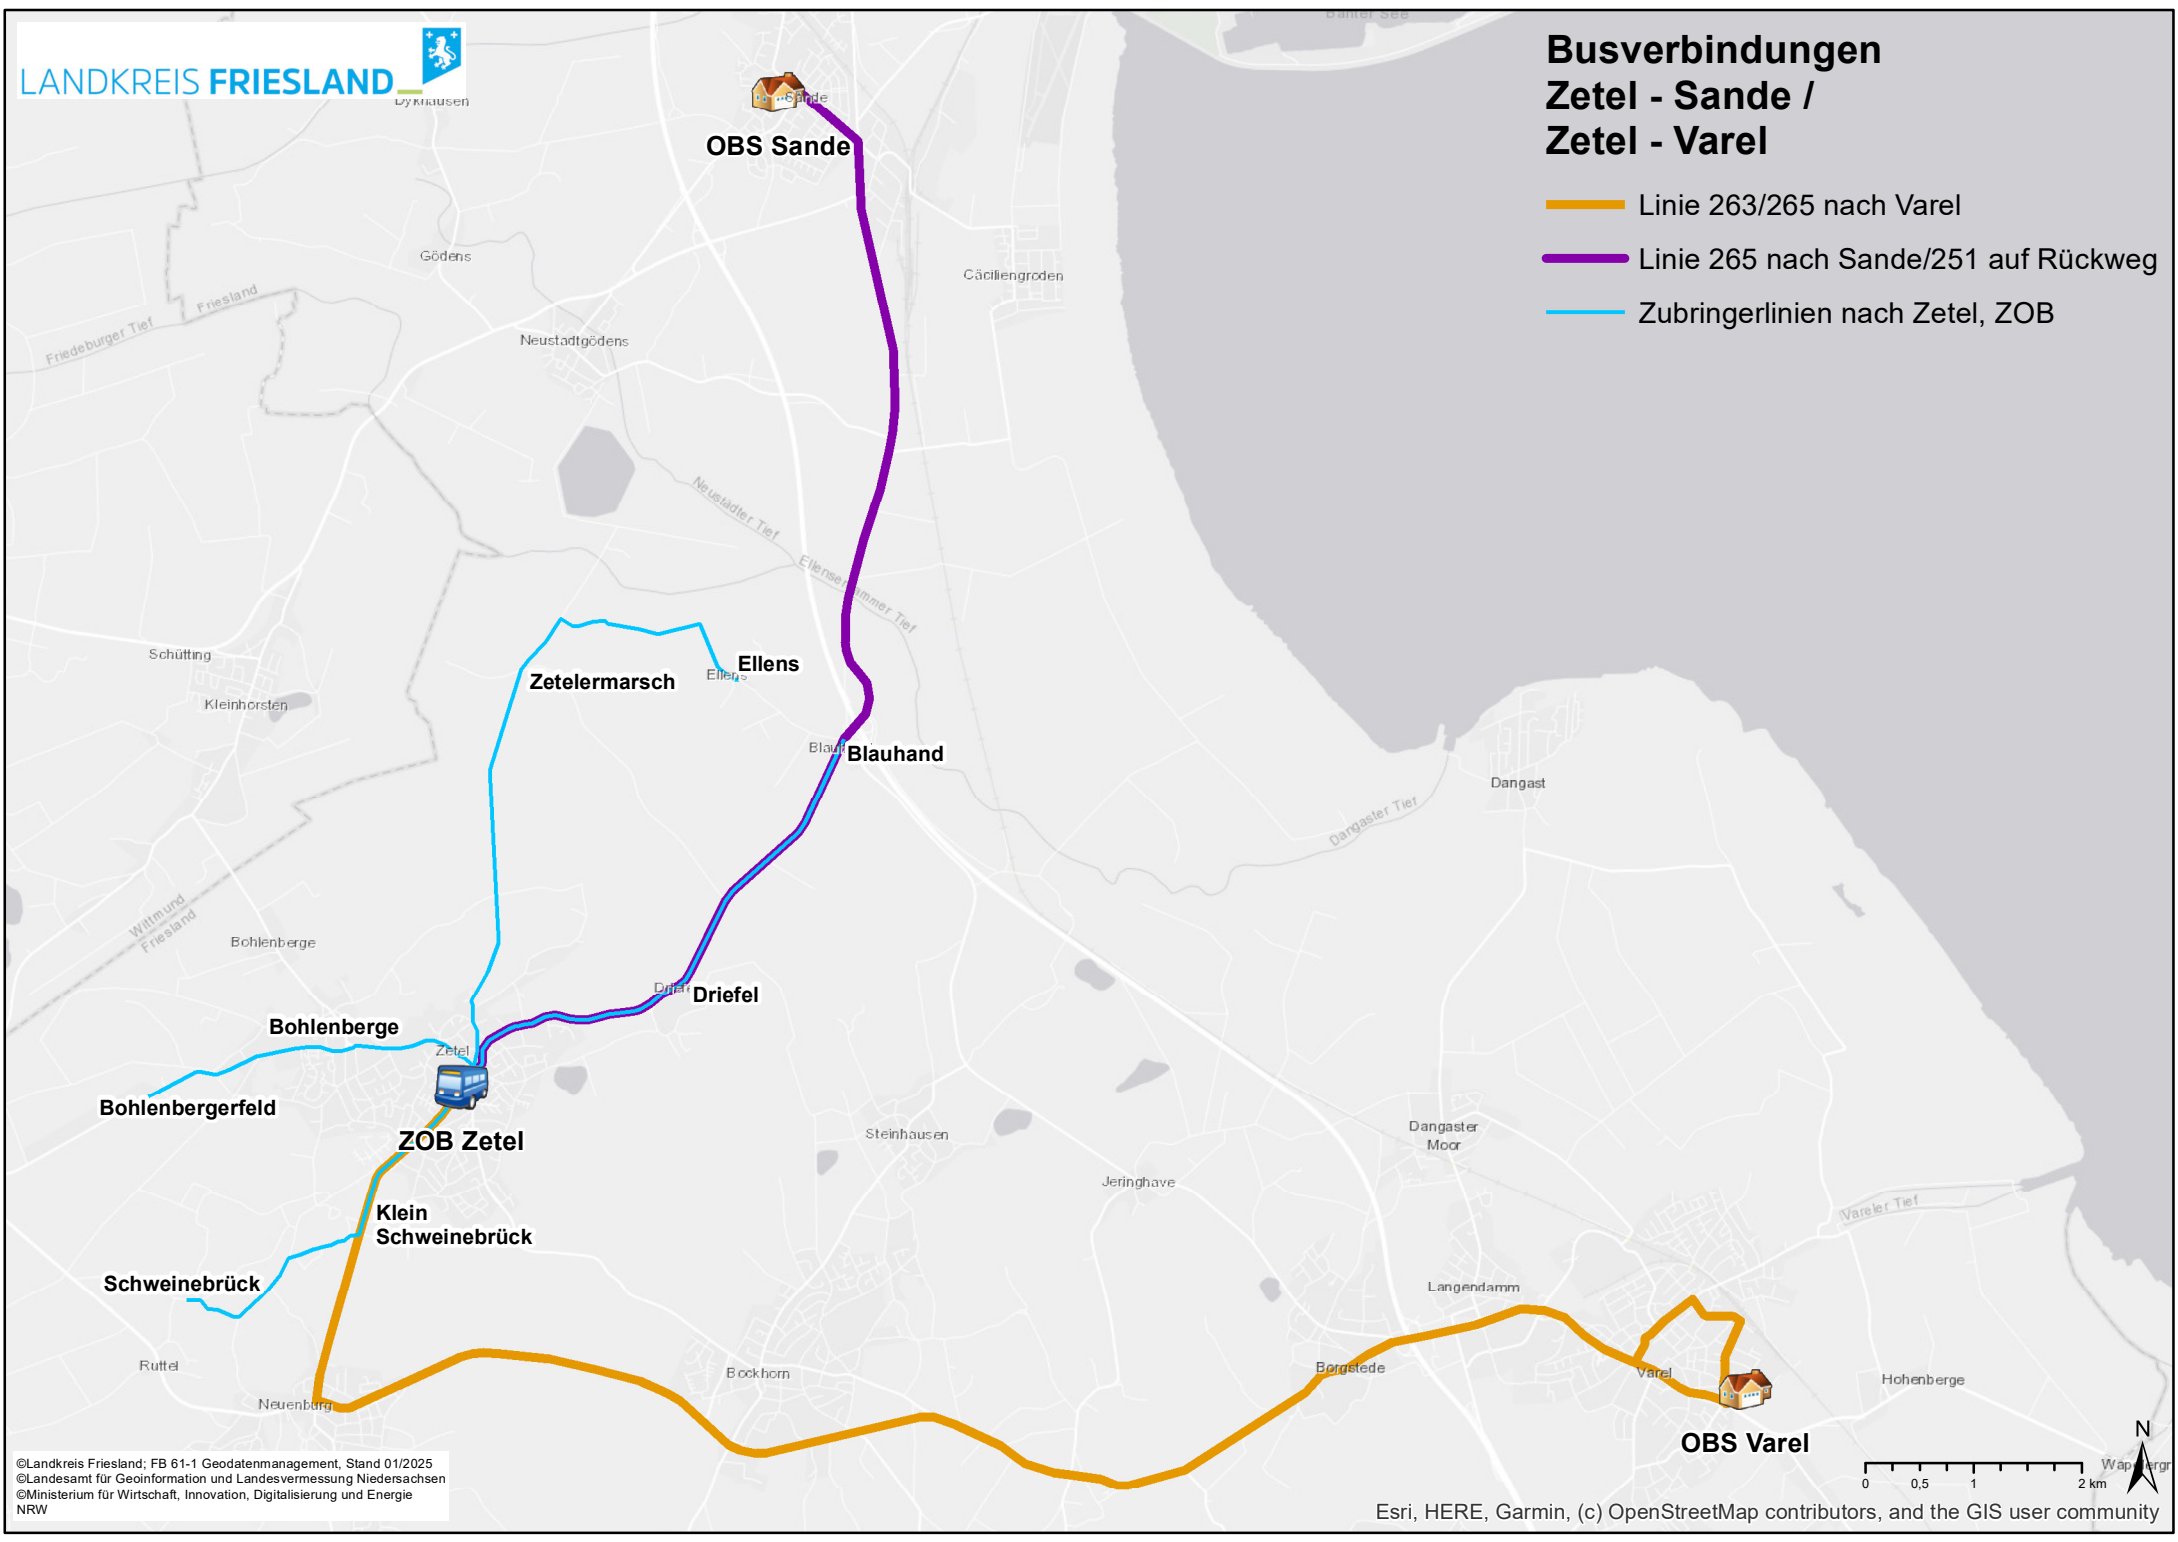 LANDKREIS FRIESLAND
Busverbindungen
Zetel - Sande /
Zetel - Varel
Linie 263/265 nach Varel
Linie 265 nach Sande/251 auf Rückweg
Zubringerlinien nach Zetel, ZOB
Banter See
Dykhausen
Sande
OBS Sande
Gödens
Cäciliengroden
Friesland
Friedeburger Tief
Neustadtgödens
Neustädter Tief
Ellenserdammer Tief
Schütting
Kleinhorsten
Zetelermarsch
Ellens
Ellens
Blauhand
Dangast
Dangaster Tief
Wittmund
Friesland
Bohlenberge
Driefel
Bohlenberge
Zetel
Bohlenbergerfeld
ZOB Zetel
Steinhausen
Dangaster
Moor
Jeringhave
Vareler Tief
Klein
Schweinebrück
Schweinebrück
Langendamm
Ruttel
Neuenburg
Bockhorn
Borgstede
Varel
Hohenberge
OBS Varel
N
0 0,5 1 2 km
©Landkreis Friesland; FB 61-1 Geodatenmanagement, Stand 01/2025
©Landesamt für Geoinformation und Landesvermessung Niedersachsen
©Ministerium für Wirtschaft, Innovation, Digitalisierung und Energie
NRW
Esri, HERE, Garmin, (c) OpenStreetMap contributors, and the GIS user community